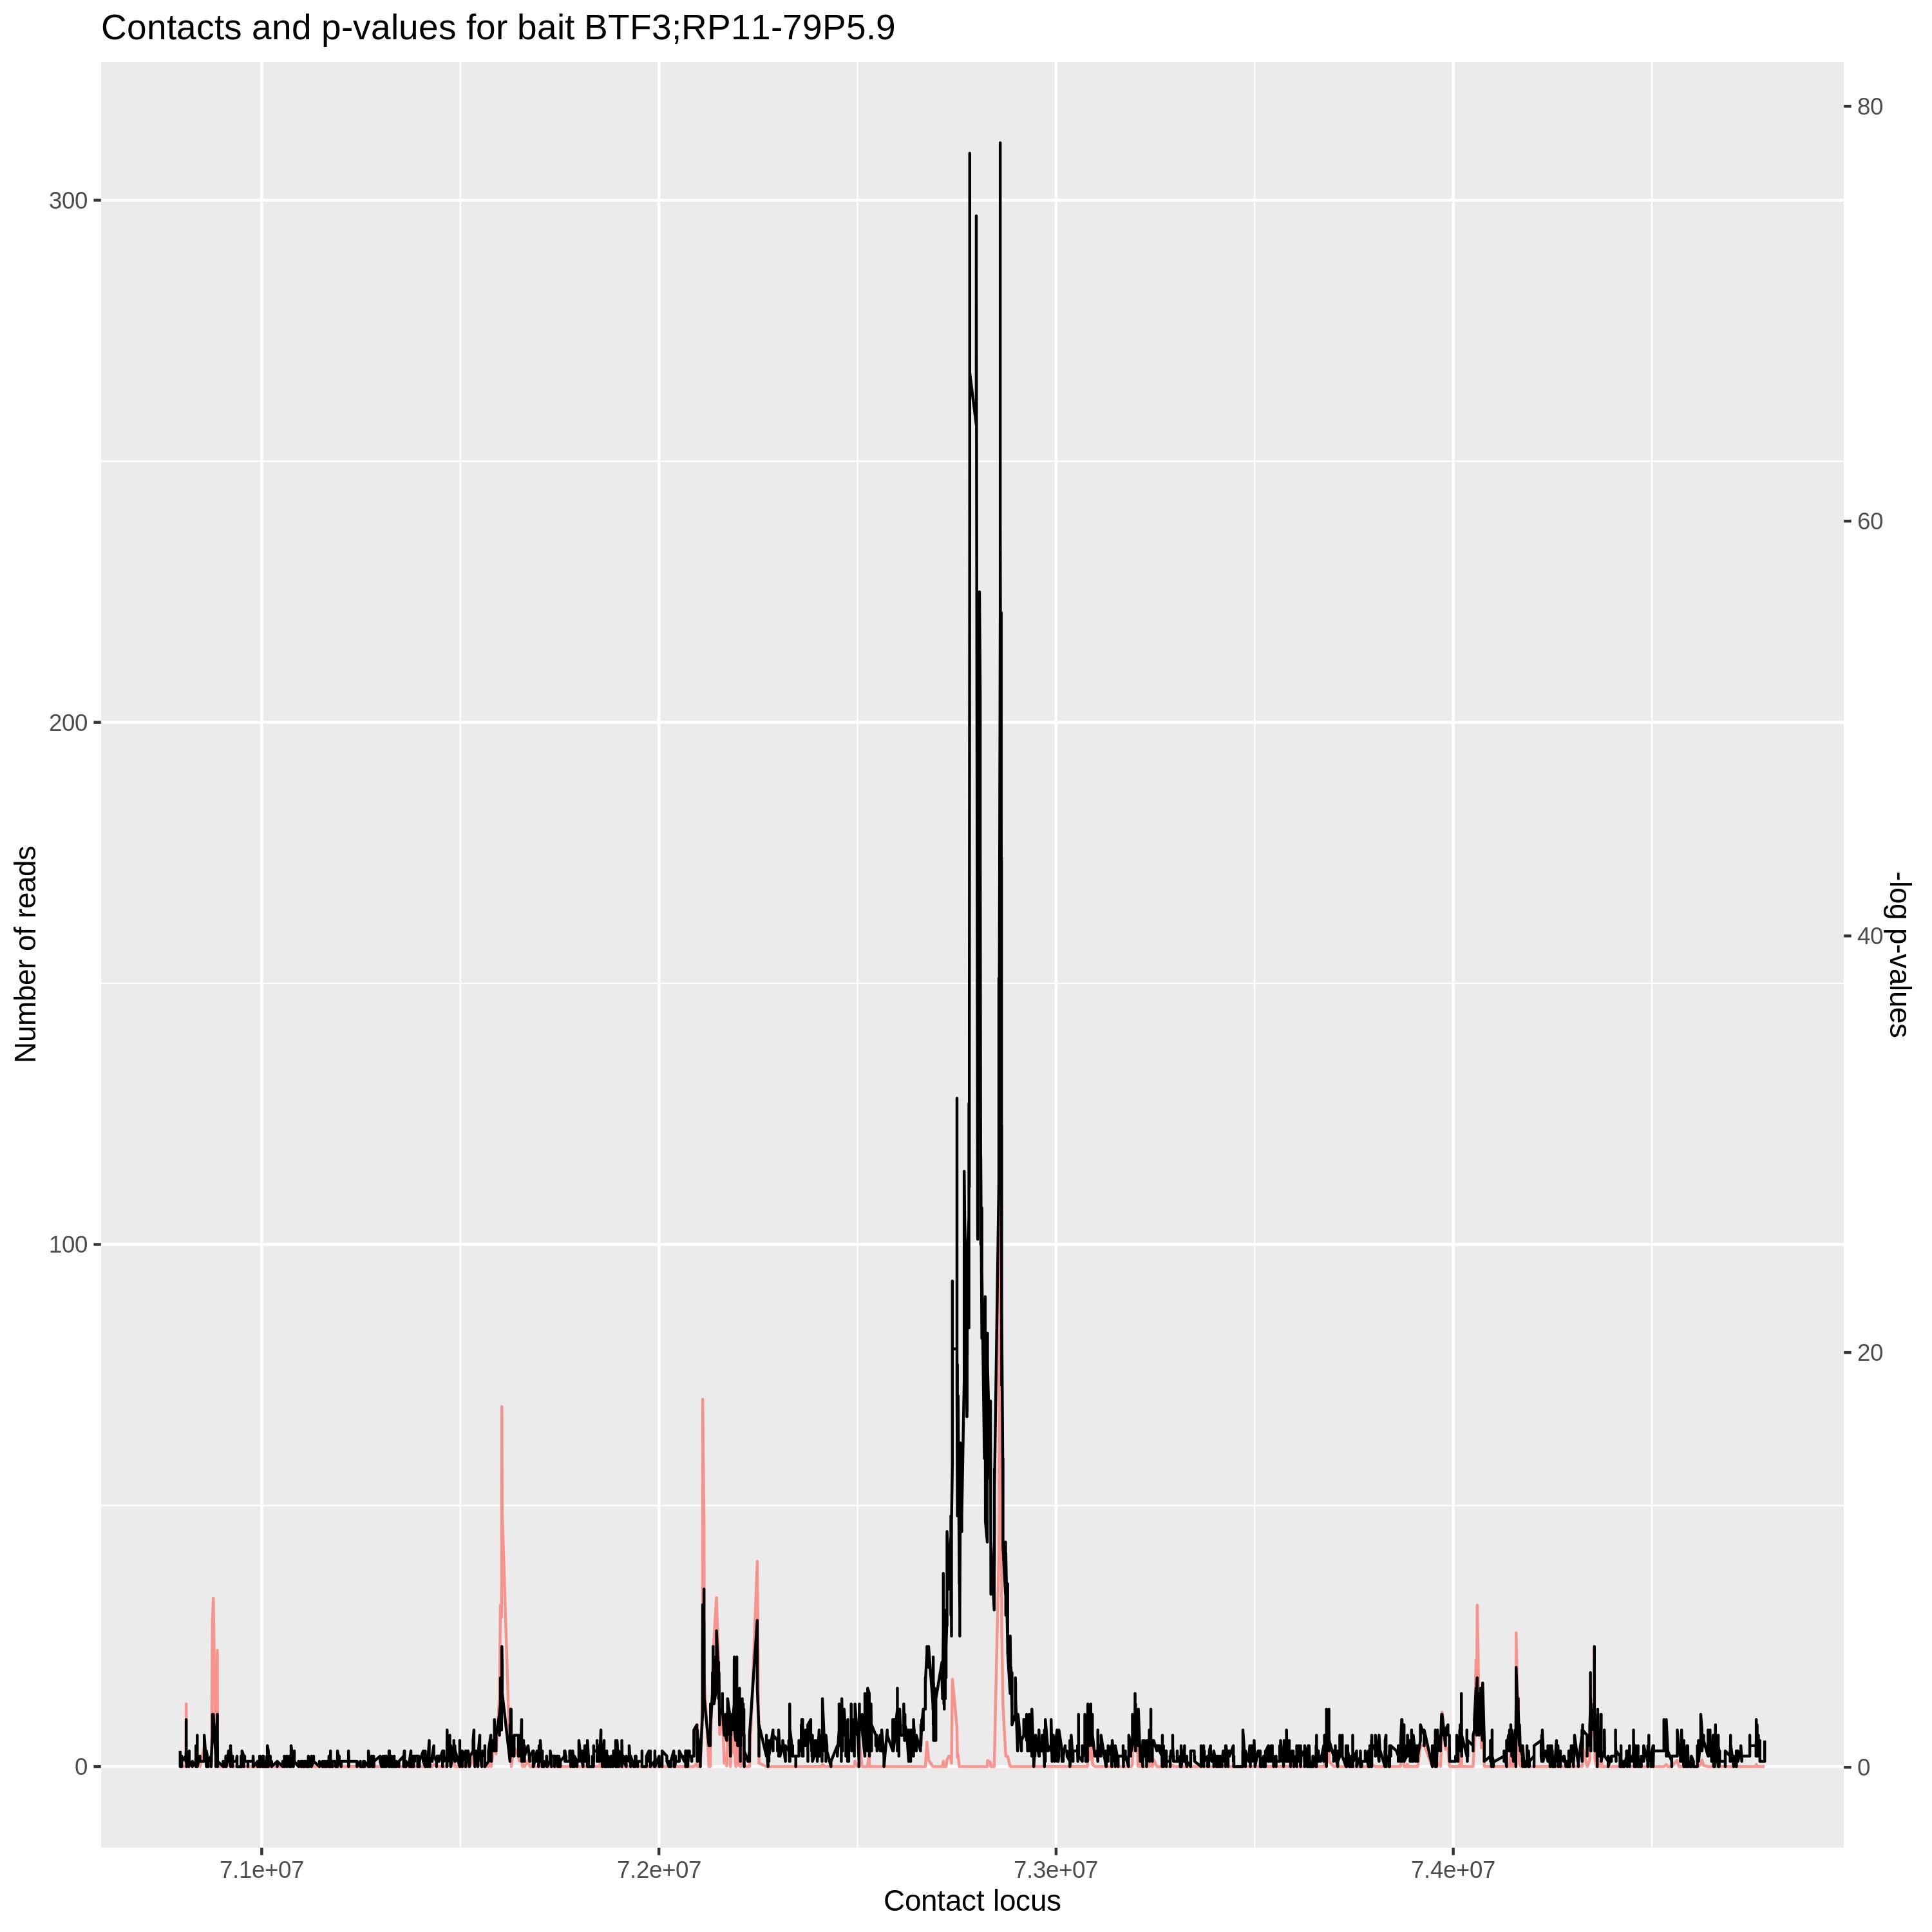 Contacts and p-values for bait BTF3;RP11-79P5.9
300
200
100
0
Number of reads
80
60
40
20
0
-log p-values
7.1e+07
7.2e+07
7.3e+07
7.4e+07
Contact locus